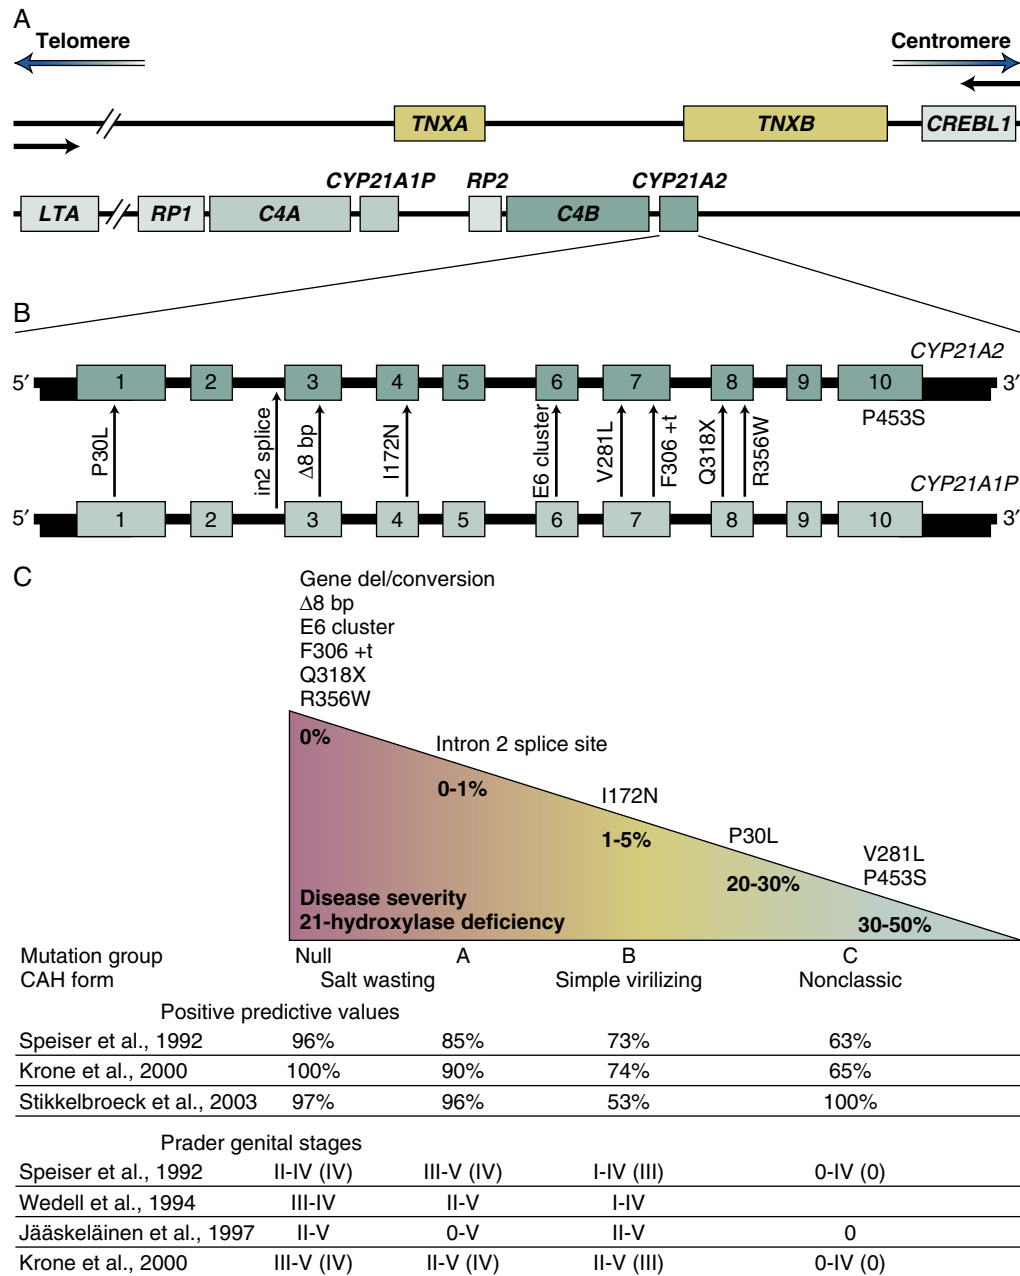 A
Telomere
Centromere
TNXA
TNXB
CREBL1
CYP21A1P
RP2
CYP21A2
LTA
RP1
C4A
C4B
B
CYP21A2
5′
1
2
3
4
5
6
7
8
9
10
3′
P30L
in2 splice
Δ8 bp
I172N
E6 cluster
V281L
F306 +t
Q318X
R356W
P453S
CYP21A1P
5′
1
2
3
4
5
6
7
8
9
10
3′
C
Gene del/conversion
Δ8 bp
E6 cluster
F306 +t
Q318X
R356W
0%
Intron 2 splice site
0-1%
I172N
1-5%
P30L
20-30%
V281L
P453S
30-50%
Disease severity
21-hydroxylase deficiency
Mutation group Null A B C
CAH form Salt wasting Simple virilizing Nonclassic
Positive predictive values
Speiser et al., 1992 96% 85% 73% 63%
Krone et al., 2000 100% 90% 74% 65%
Stikkelbroeck et al., 2003 97% 96% 53% 100%
Prader genital stages
Speiser et al., 1992 II-IV (IV) III-V (IV) I-IV (III) 0-IV (0)
Wedell et al., 1994 III-IV II-V I-IV
Jääskeläinen et al., 1997 II-V 0-V II-V 0
Krone et al., 2000 III-V (IV) II-V (IV) II-V (III) 0-IV (0)